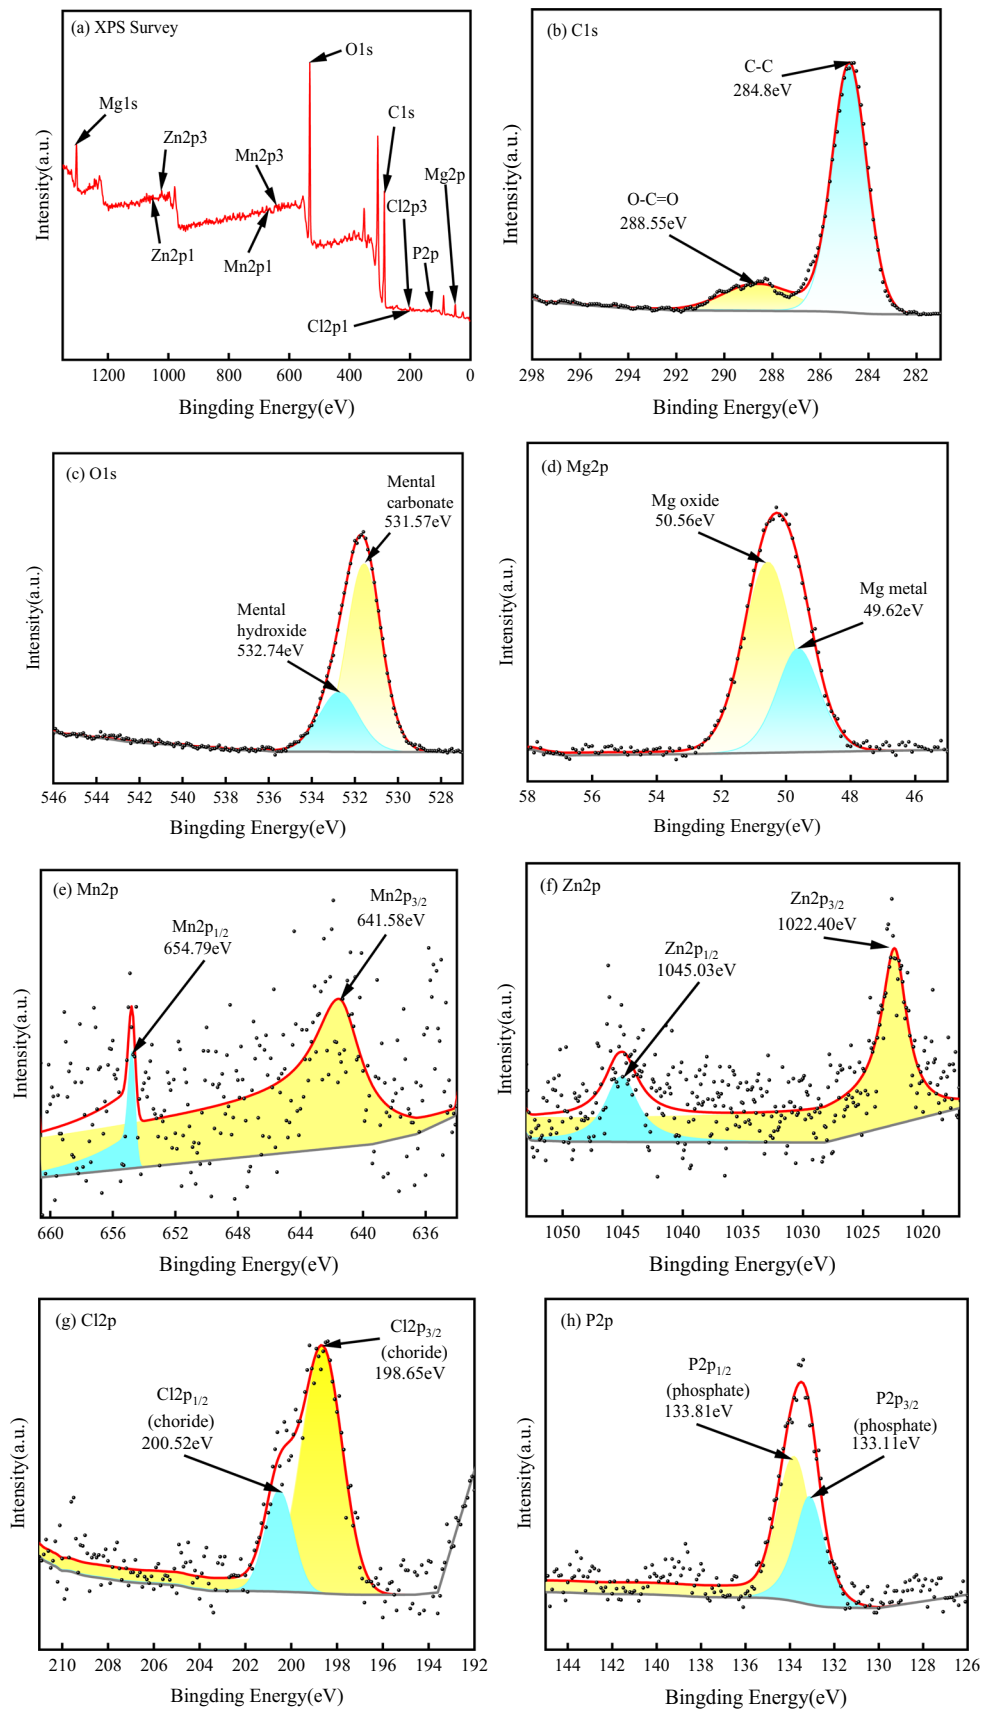 (a) XPS Survey
O1s
Mg1s
C1s
Zn2p3
Mn2p3
Mg2p
Cl2p3
P2p
Zn2p1
Mn2p1
Cl2p1
Intensity(a.u.)
1200 1000 800 600 400 200 0
Bingding Energy(eV)
(b) C1s
C-C
284.8eV
O-C=O
288.55eV
Intensity(a.u.)
298 296 294 292 290 288 286 284 282
Binding Energy(eV)
(c) O1s
Mental
carbonate
531.57eV
Mental
hydroxide
532.74eV
Intensity(a.u.)
546 544 542 540 538 536 534 532 530 528
Bingding Energy(eV)
(d) Mg2p
Mg oxide
50.56eV
Mg metal
49.62eV
Intensity(a.u.)
58 56 54 52 50 48 46
Bingding Energy(eV)
(e) Mn2p
Mn2p3/2
641.58eV
Mn2p1/2
654.79eV
Intensity(a.u.)
660 656 652 648 644 640 636
Bingding Energy(eV)
(f) Zn2p
Zn2p3/2
1022.40eV
Zn2p1/2
1045.03eV
Intensity(a.u.)
1050 1045 1040 1035 1030 1025 1020
Bingding Energy(eV)
(g) Cl2p
Cl2p3/2
(choride)
198.65eV
Cl2p1/2
(choride)
200.52eV
Intensity(a.u.)
210 208 206 204 202 200 198 196 194 192
Bingding Energy(eV)
(h) P2p
P2p1/2
(phosphate)
133.81eV
P2p3/2
(phosphate)
133.11eV
Intensity(a.u.)
144 142 140 138 136 134 132 130 128 126
Bingding Energy(eV)